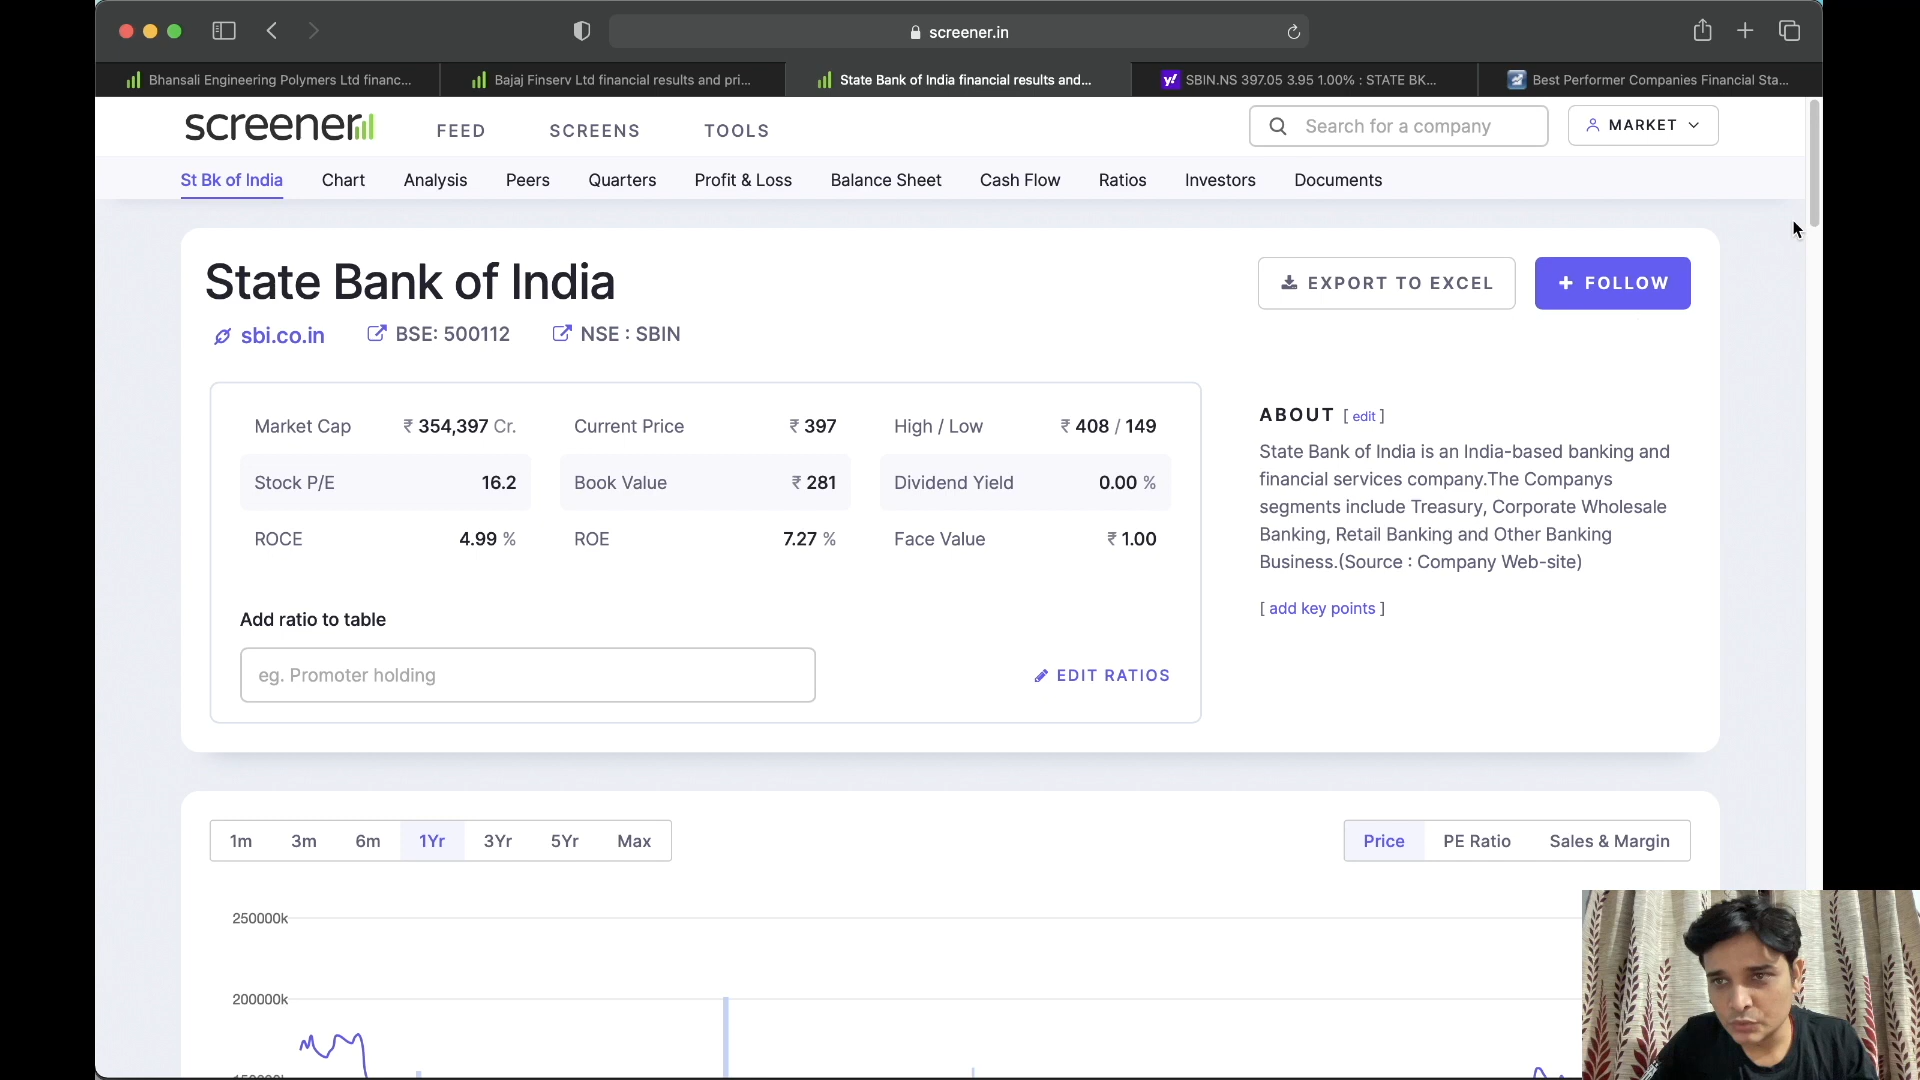 screener.in
Bhansali Engineering Polymers Ltd financ...
Bajaj Finserv Ltd financial results and pri...
State Bank of India financial results and...
SBIN.NS 397.05 3.95 1.00% : STATE BK...
Best Performer Companies Financial Sta...
screener
FEED
SCREENS
TOOLS
Search for a company
MARKET
St Bk of India
Chart
Analysis
Peers
Quarters
Profit & Loss
Balance Sheet
Cash Flow
Ratios
Investors
Documents
State Bank of India
EXPORT TO EXCEL
+ FOLLOW
sbi.co.in
BSE: 500112
NSE : SBIN
Market Cap ₹ 354,397 Cr.
Current Price ₹ 397
High / Low ₹ 408 / 149
Stock P/E 16.2
Book Value ₹ 281
Dividend Yield 0.00 %
ROCE 4.99 %
ROE 7.27 %
Face Value ₹ 1.00
Add ratio to table
eg. Promoter holding
EDIT RATIOS
ABOUT [ edit ]
State Bank of India is an India-based banking and
financial services company.The Companys
segments include Treasury, Corporate Wholesale
Banking, Retail Banking and Other Banking
Business.(Source : Company Web-site)
[ add key points ]
1m
3m
6m
1Yr
3Yr
5Yr
Max
Price
PE Ratio
Sales & Margin
250000k
200000k